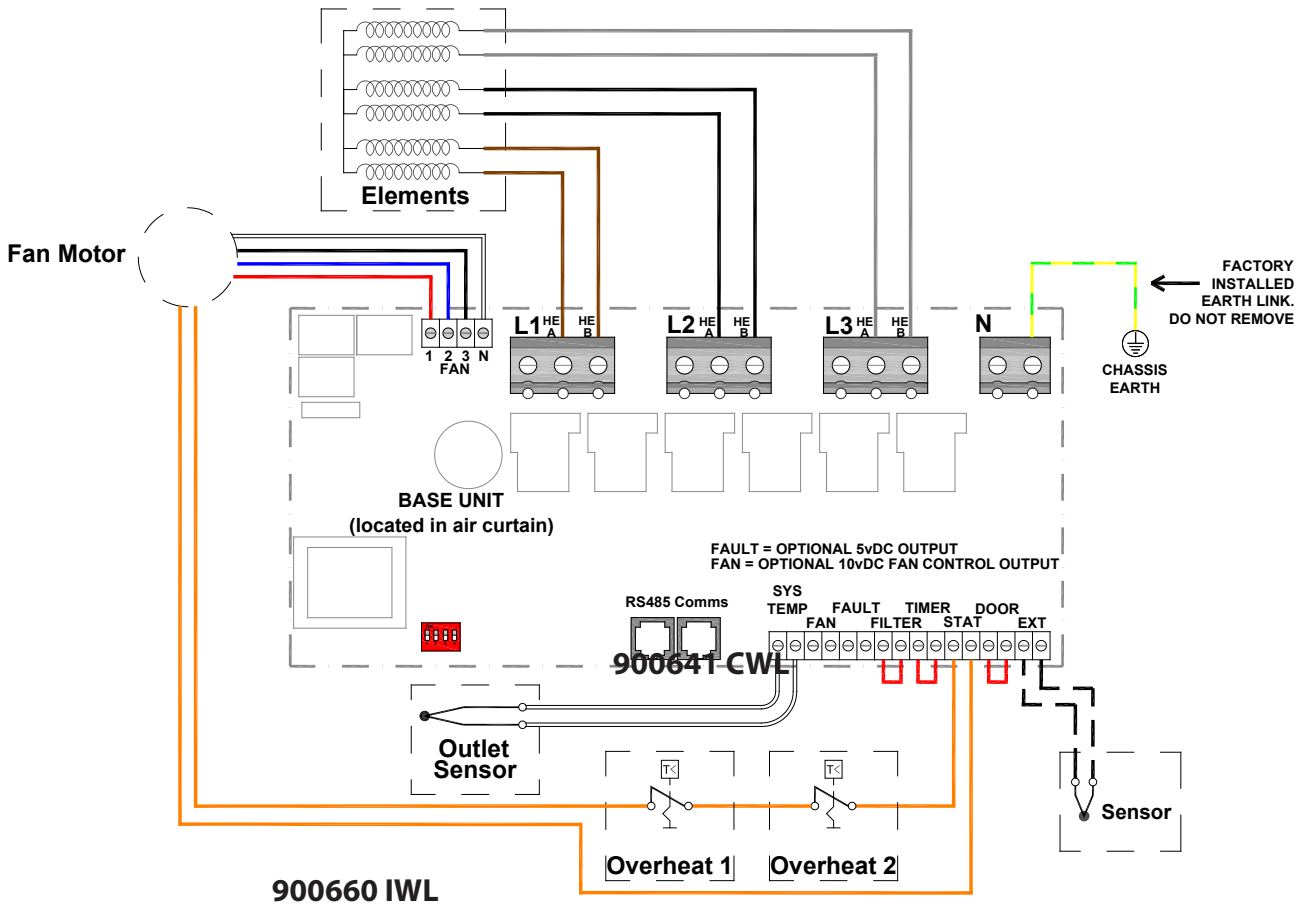 Elements
Fan Motor
FACTORY
INSTALLED
EARTH LINK.
DO NOT REMOVE
L1 HE A HE B
L2 HE A HE B
L3 HE A HE B
N
1 2 3 N
FAN
CHASSIS
EARTH
BASE UNIT
(located in air curtain)
FAULT = OPTIONAL 5vDC OUTPUT
FAN = OPTIONAL 10vDC FAN CONTROL OUTPUT
RS485 Comms
SYS
TEMP
FAN
FAULT
FILTER
TIMER
STAT
DOOR
EXT
900641 CWL
Outlet
Sensor
T<
T<
Sensor
Overheat 1
Overheat 2
900660 IWL